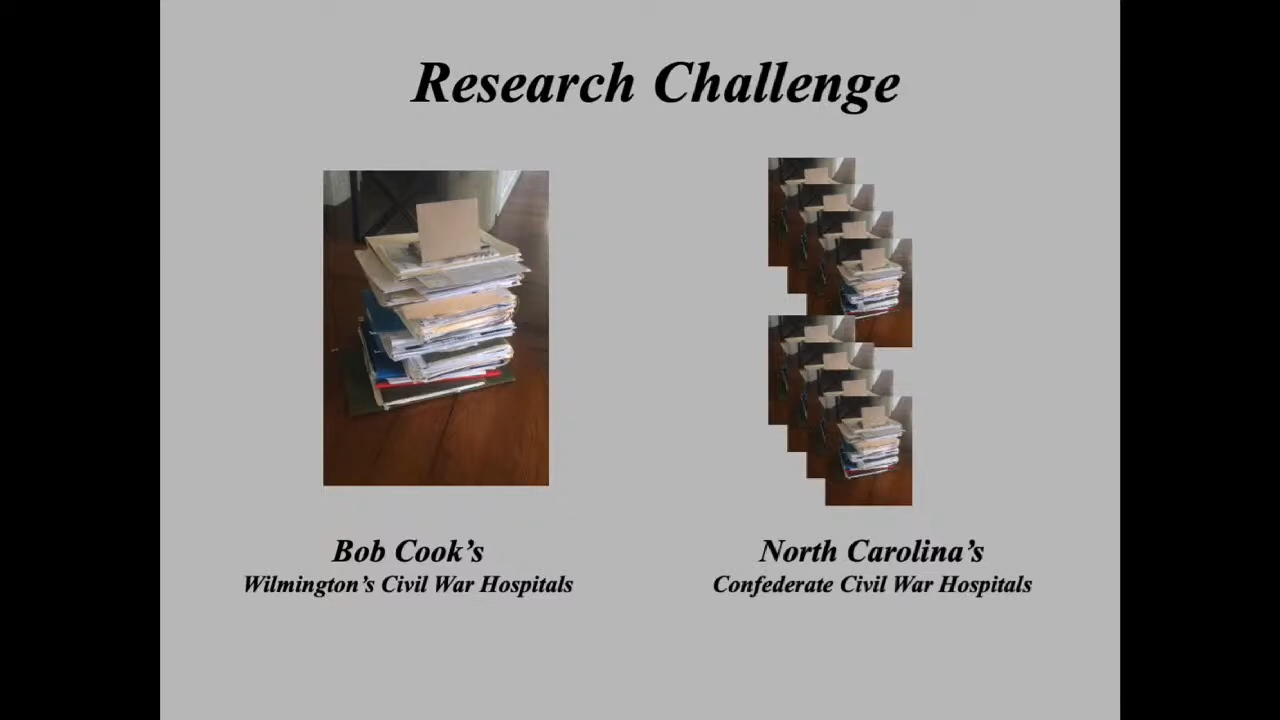 Research Challenge
Bob Cook’s
Wilmington’s Civil War Hospitals
North Carolina’s
Confederate Civil War Hospitals